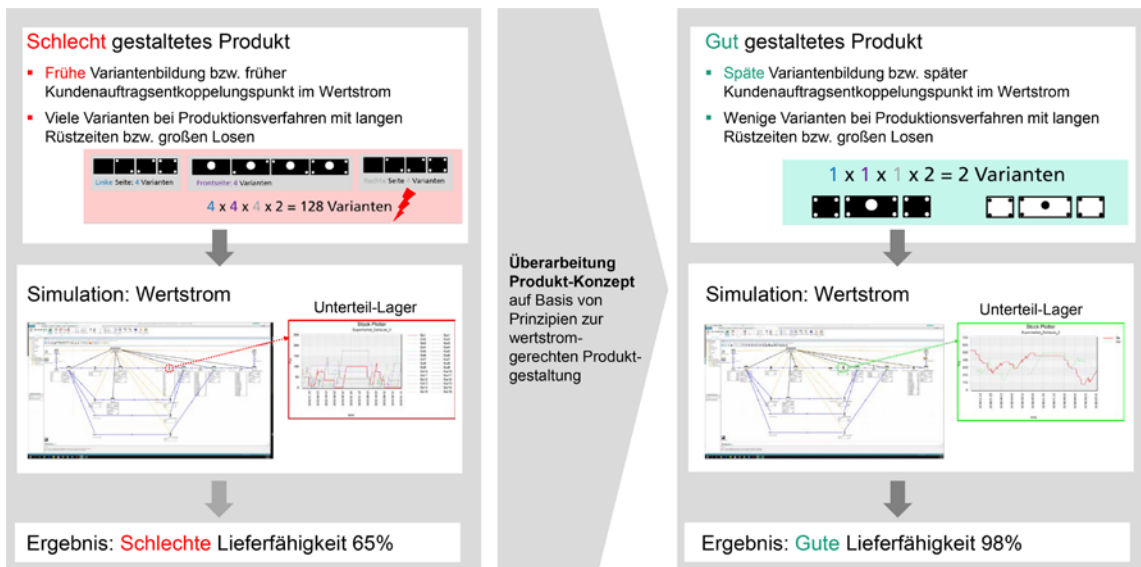 Schlecht gestaltetes Produkt
Frühe Variantenbildung bzw. früher
Kundenauftragsentkoppelungspunkt im Wertstrom
Viele Varianten bei Produktionsverfahren mit langen
Rüstzeiten bzw. großen Losen
Linke Seite: 4 Varianten
Frontseite: 4 Varianten
Rechte Seite 4 Varianten
4 x 4 x 4 x 2 = 128 Varianten
Simulation: Wertstrom
Unterteil-Lager
Stock Plotter
Ergebnis: Schlechte Lieferfähigkeit 65%
Überarbeitung
Produkt-Konzept
auf Basis von
Prinzipien zur
wertstrom-
gerechten Produkt-
gestaltung
Gut gestaltetes Produkt
Späte Variantenbildung bzw. später
Kundenauftragsentkoppelungspunkt im Wertstrom
Wenige Varianten bei Produktionsverfahren mit langen
Rüstzeiten bzw. großen Losen
1 x 1 x 1 x 2 = 2 Varianten
Simulation: Wertstrom
Unterteil-Lager
Stock Plotter
Ergebnis: Gute Lieferfähigkeit 98%